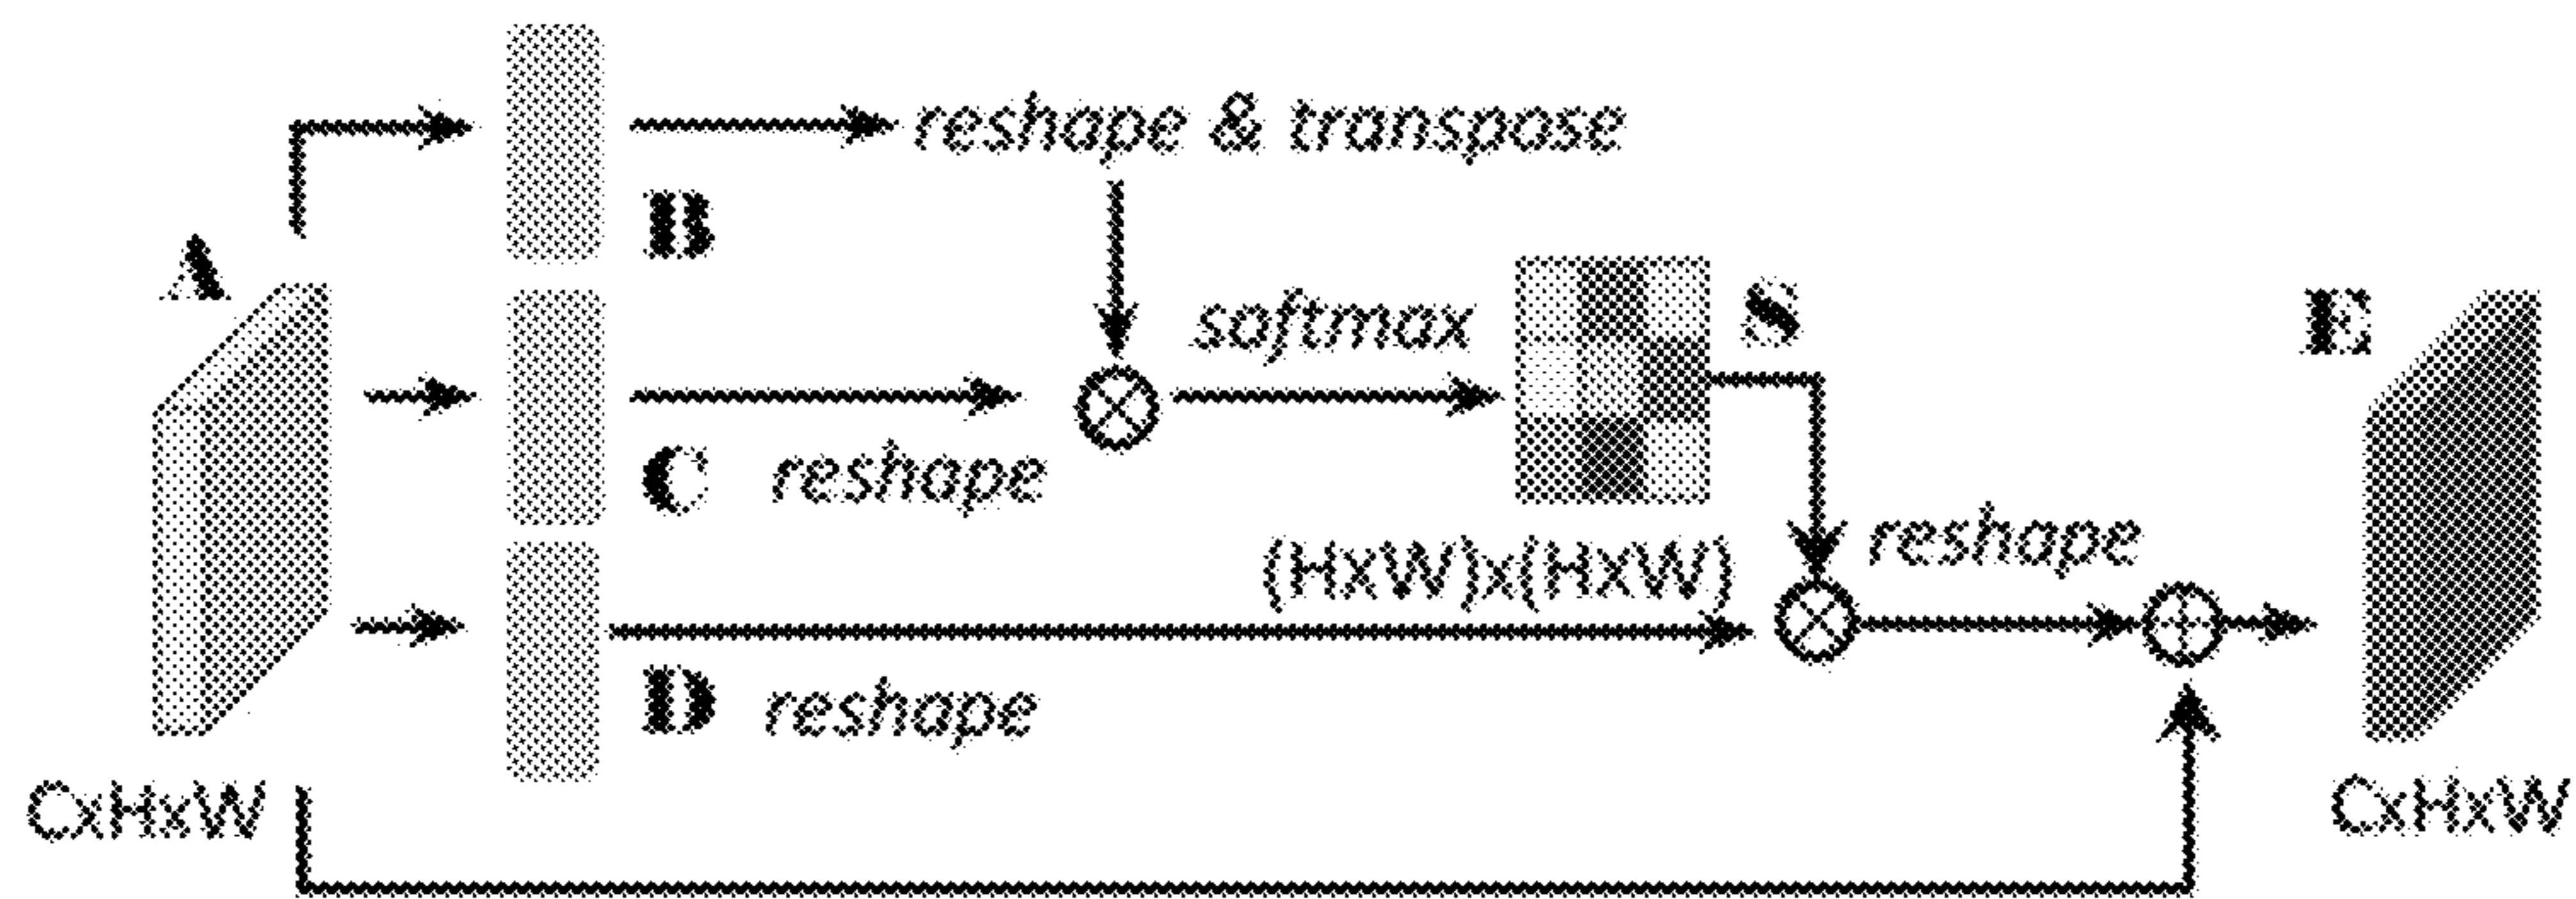 reshape & transpose
B
A
softmax
S
E
C reshape
(HxW)x(HxW)
reshape
D reshape
CxHxW
CxHxW